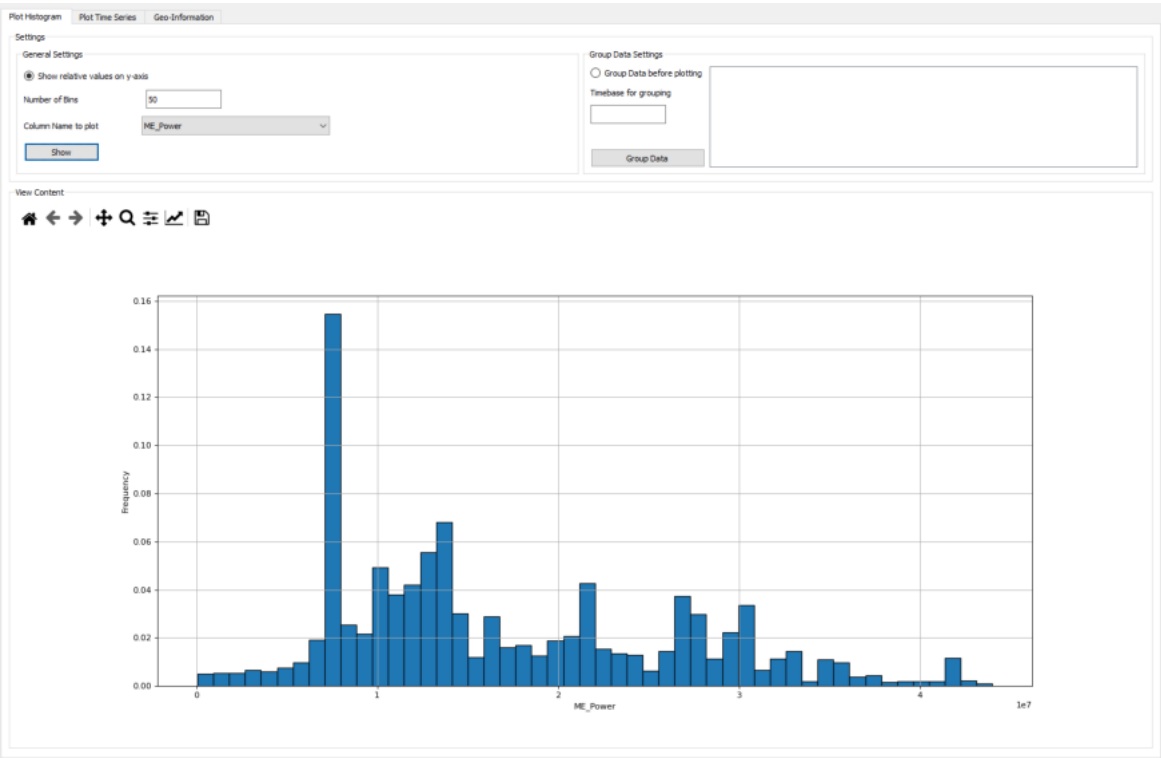 Plot Histogram Plot Time Series Geo-Information
Settings
General Settings
Show relative values on y-axis
Number of Bins 50
Column Name to plot ME_Power
Show
Group Data Settings
Group Data before plotting
Timebase for grouping
Group Data
View Content
0.16
0.14
0.12
0.10
0.08
0.06
0.04
0.02
0.00
Frequency
0 1 2 3 4
ME_Power
1e7